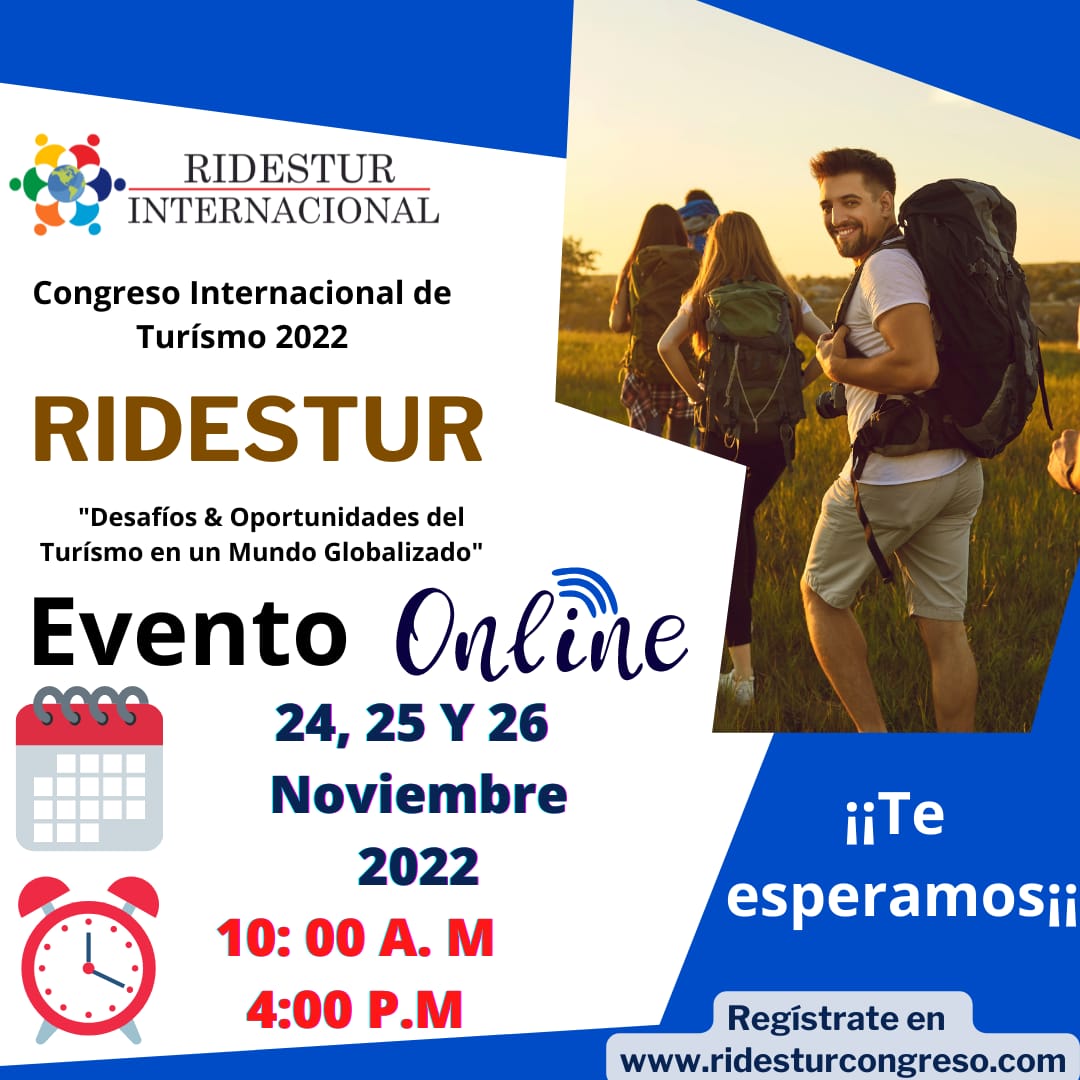 RIDESTUR
INTERNACIONAL
Congreso Internacional de
Turísmo 2022
RIDESTUR
"Desafíos & Oportunidades del
Turísmo en un Mundo Globalizado"
Evento Online
24, 25 Y 26
Noviembre
2022
10: 00 A. M
4:00 P.M
¡¡Te
esperamos¡¡
Regístrate en
www.ridesturcongreso.com